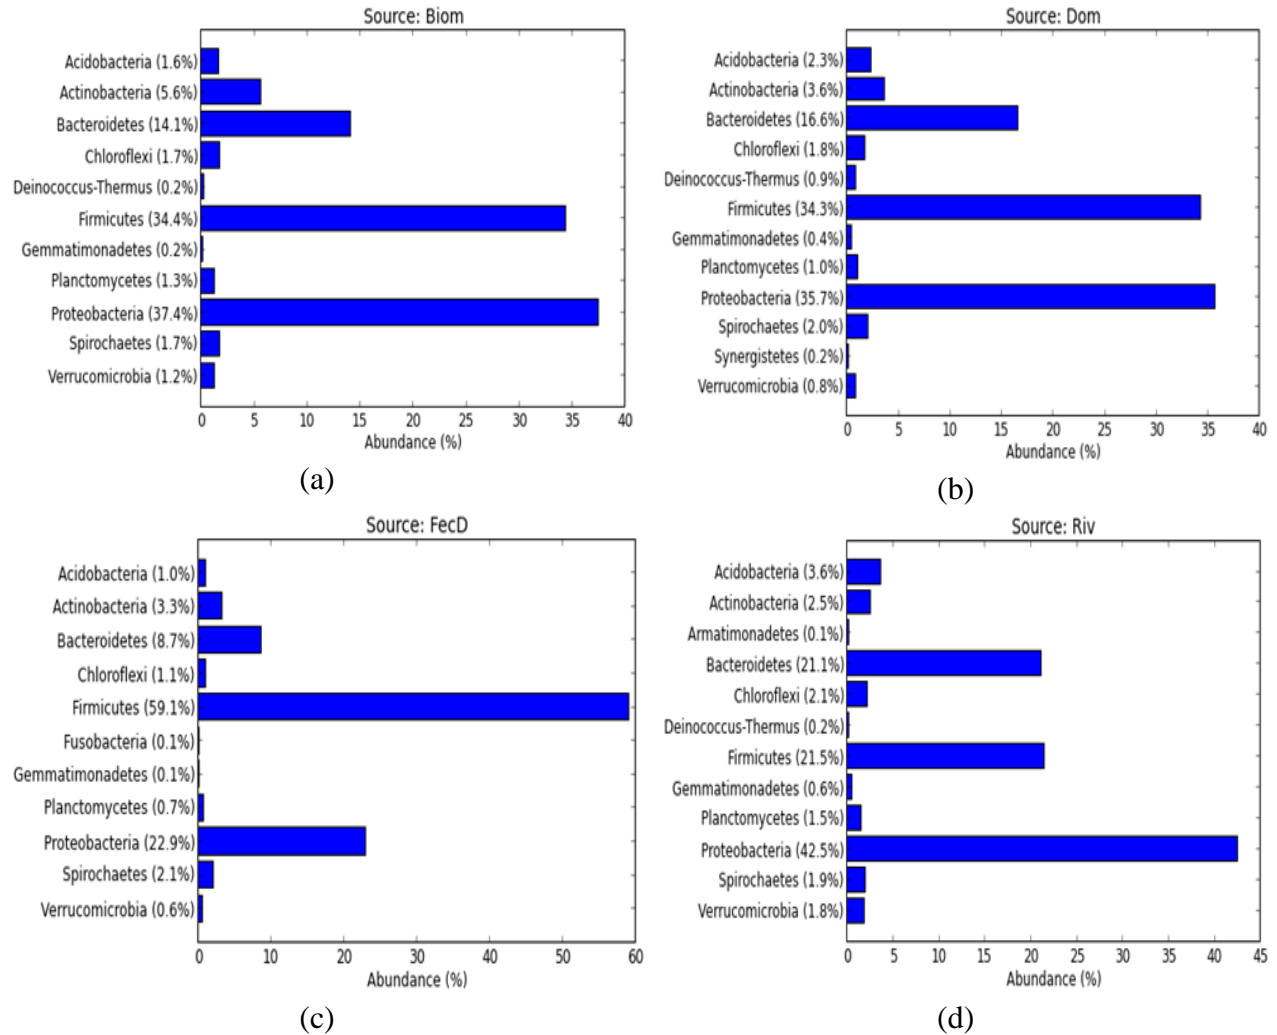 Source: Biom
Acidobacteria (1.6%)
Actinobacteria (5.6%)
Bacteroidetes (14.1%)
Chloroflexi (1.7%)
Deinococcus-Thermus (0.2%)
Firmicutes (34.4%)
Gemmatimonadetes (0.2%)
Planctomycetes (1.3%)
Proteobacteria (37.4%)
Spirochaetes (1.7%)
Verrucomicrobia (1.2%)
0 5 10 15 20 25 30 35 40
Abundance (%)
(a)
Source: Dom
Acidobacteria (2.3%)
Actinobacteria (3.6%)
Bacteroidetes (16.6%)
Chloroflexi (1.8%)
Deinococcus-Thermus (0.9%)
Firmicutes (34.3%)
Gemmatimonadetes (0.4%)
Planctomycetes (1.0%)
Proteobacteria (35.7%)
Spirochaetes (2.0%)
Synergistetes (0.2%)
Verrucomicrobia (0.8%)
0 5 10 15 20 25 30 35 40
Abundance (%)
(b)
Source: FecD
Acidobacteria (1.0%)
Actinobacteria (3.3%)
Bacteroidetes (8.7%)
Chloroflexi (1.1%)
Firmicutes (59.1%)
Fusobacteria (0.1%)
Gemmatimonadetes (0.1%)
Planctomycetes (0.7%)
Proteobacteria (22.9%)
Spirochaetes (2.1%)
Verrucomicrobia (0.6%)
0 10 20 30 40 50 60
Abundance (%)
(c)
Source: Riv
Acidobacteria (3.6%)
Actinobacteria (2.5%)
Armatimonadetes (0.1%)
Bacteroidetes (21.1%)
Chloroflexi (2.1%)
Deinococcus-Thermus (0.2%)
Firmicutes (21.5%)
Gemmatimonadetes (0.6%)
Planctomycetes (1.5%)
Proteobacteria (42.5%)
Spirochaetes (1.9%)
Verrucomicrobia (1.8%)
0 5 10 15 20 25 30 35 40 45
Abundance (%)
(d)